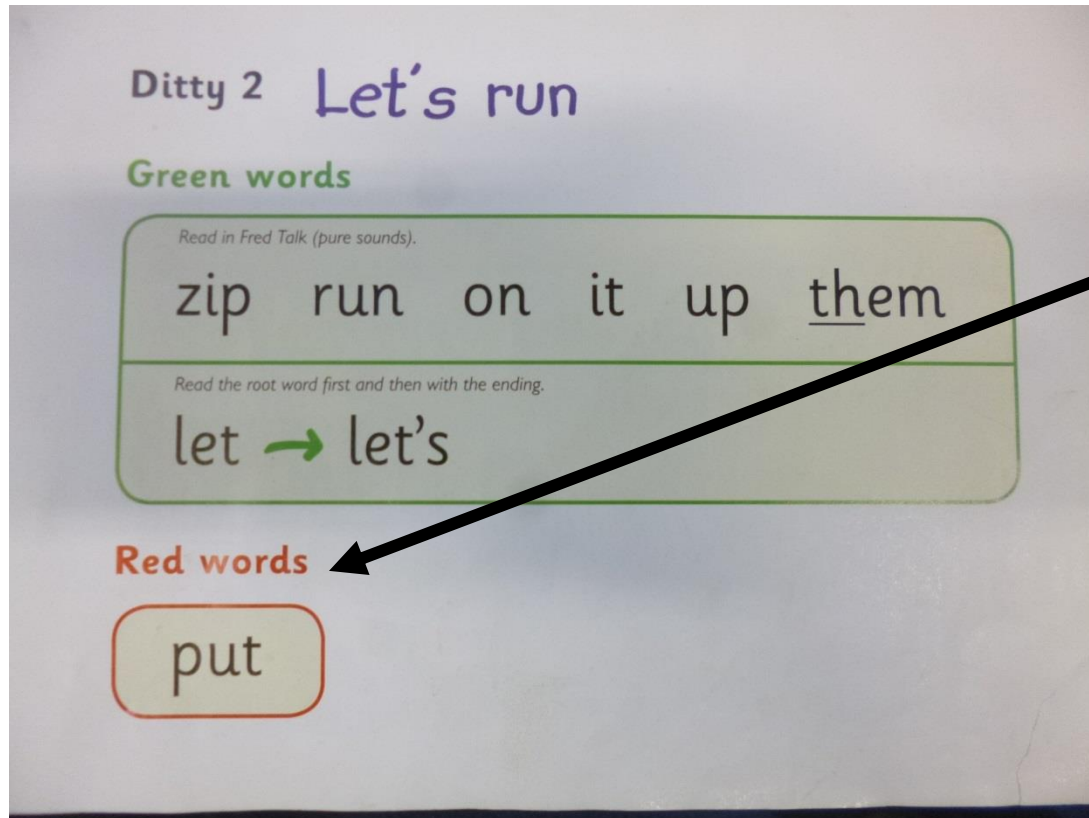 Ditty 2 Let's run
Green words
Read in Fred Talk (pure sounds).
zip run on it up them
Read the root word first and then with the ending.
let → let's
Red words
put